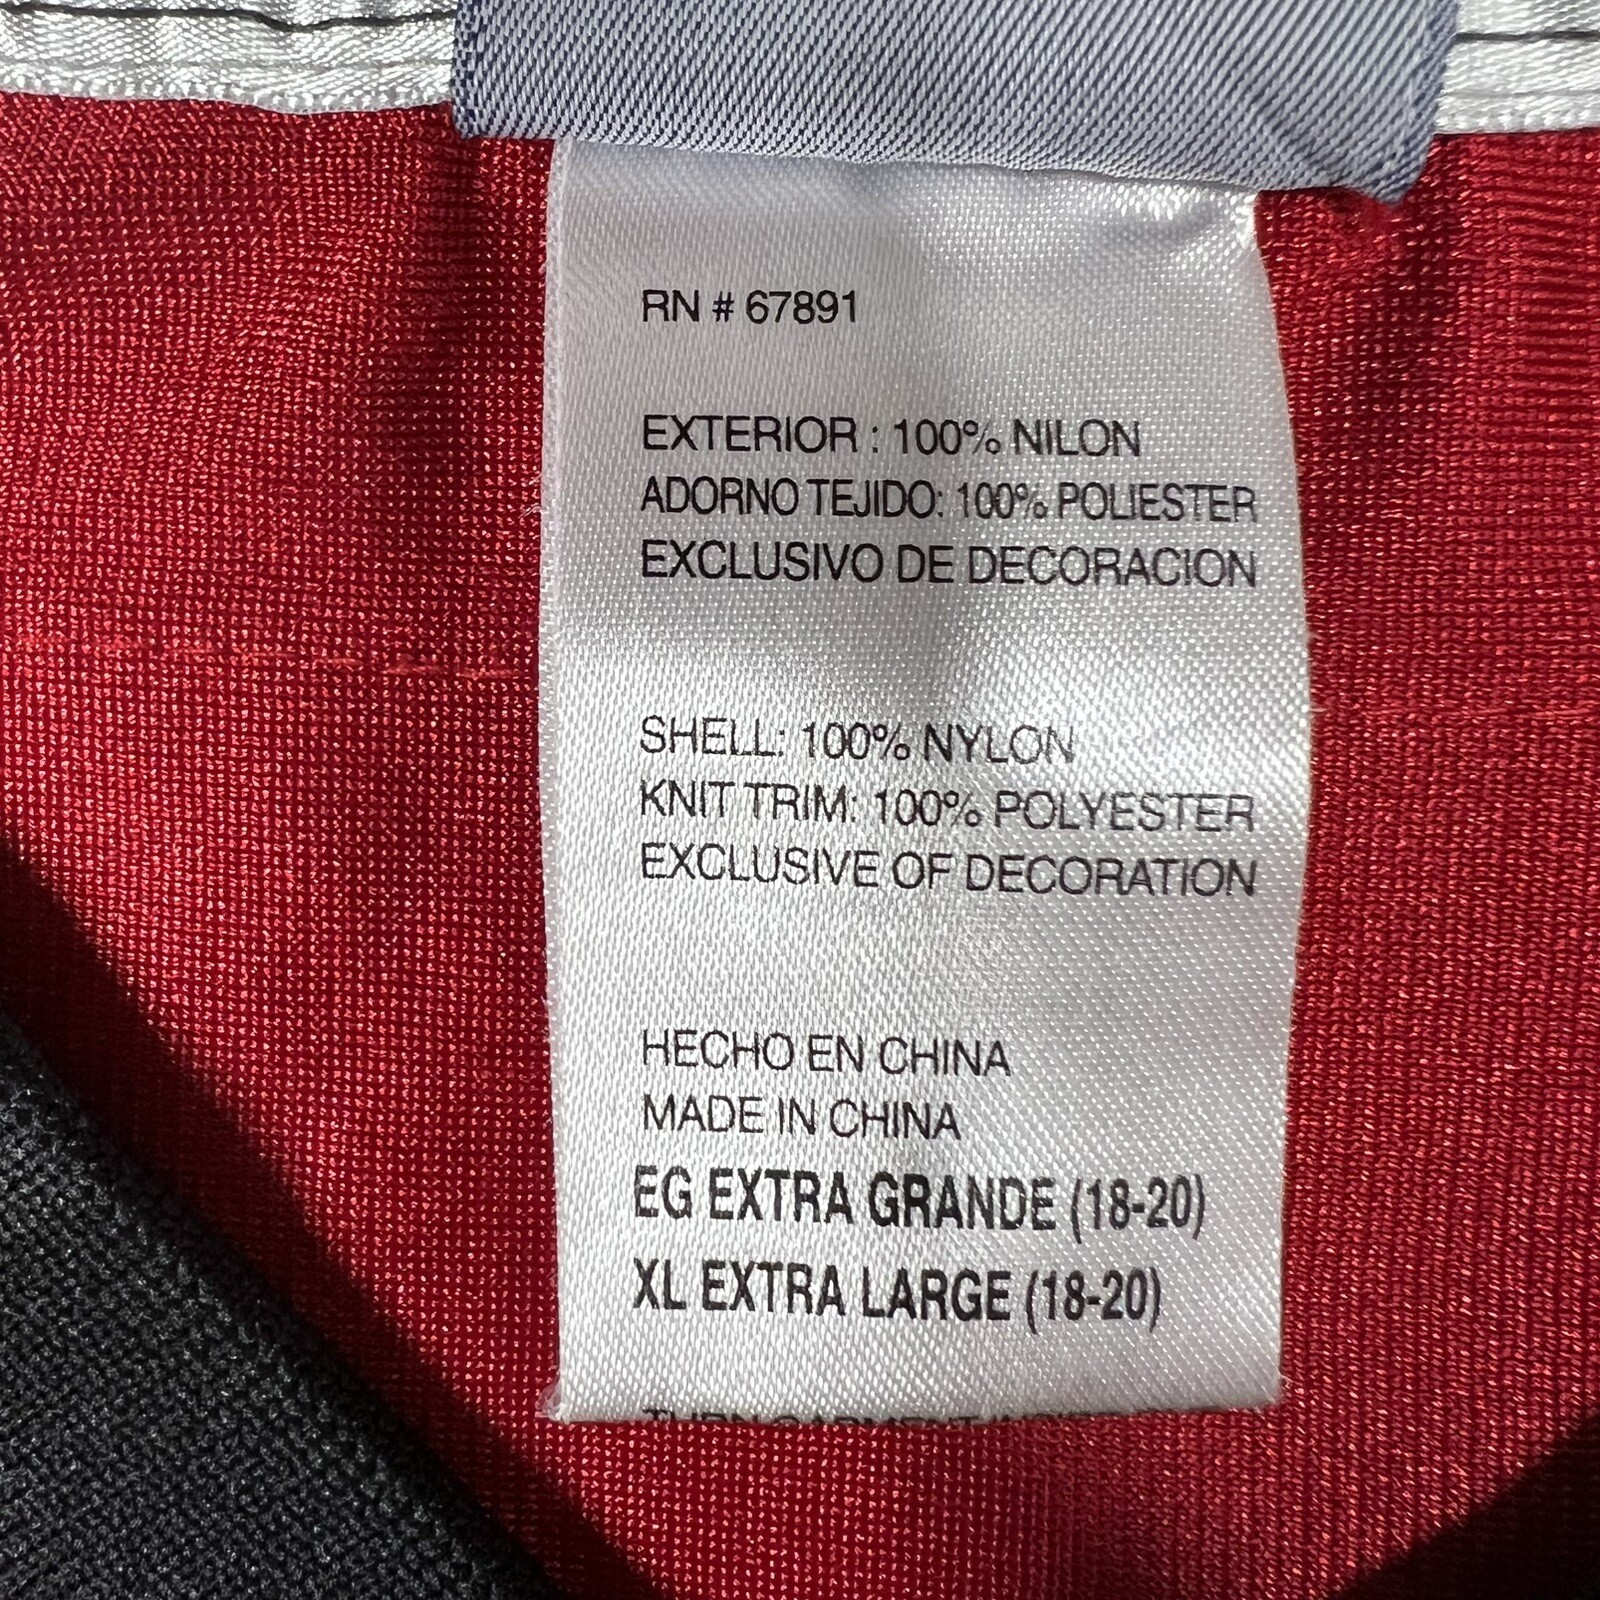 RN # 67891
EXTERIOR : 100% NILON
ADORNO TEJIDO: 100% POLIESTER
EXCLUSIVO DE DECORACION
SHELL: 100% NYLON
KNIT TRIM: 100% POLYESTER
EXCLUSIVE OF DECORATION
HECHO EN CHINA
MADE IN CHINA
EG EXTRA GRANDE (18-20)
XL EXTRA LARGE (18-20)
TURN GARMENT